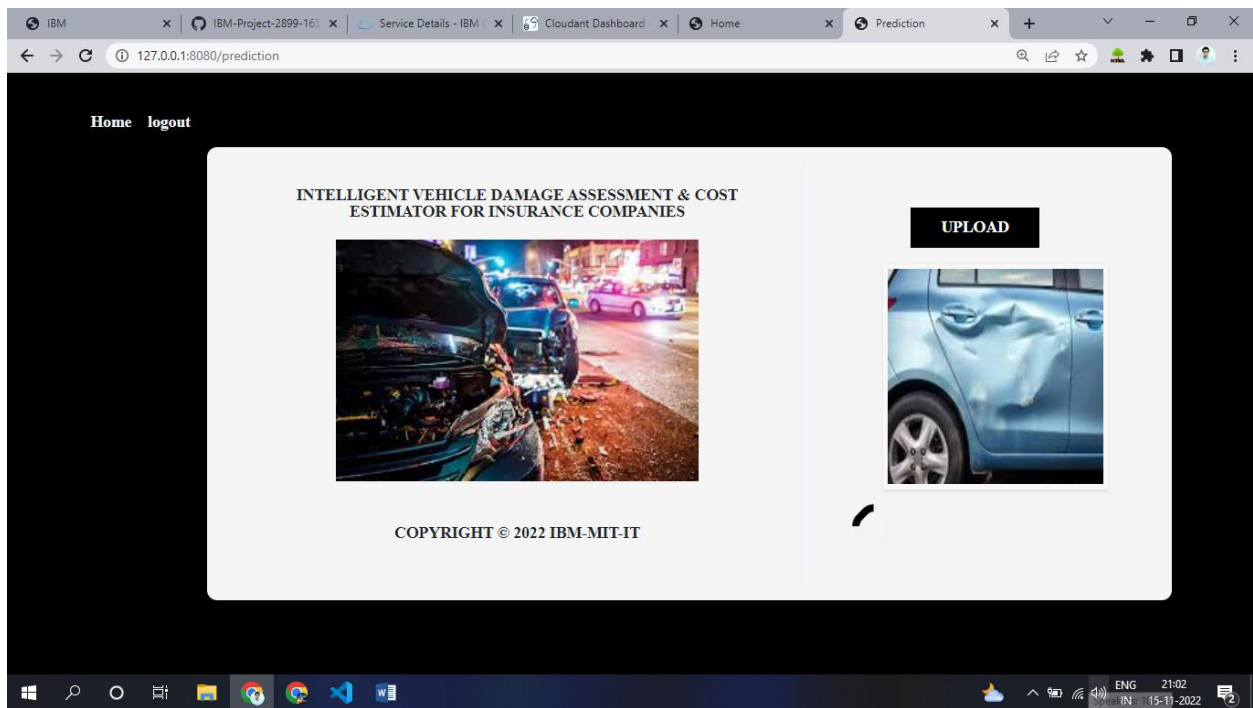 IBM
IBM-Project-2899-165
Service Details - IBM C
Cloudant Dashboard
Home
Prediction
127.0.0.1:8080/prediction
Home logout
INTELLIGENT VEHICLE DAMAGE ASSESSMENT & COST
ESTIMATOR FOR INSURANCE COMPANIES
UPLOAD
COPYRIGHT © 2022 IBM-MIT-IT
ENG 21:02
IN 15-11-2022
2